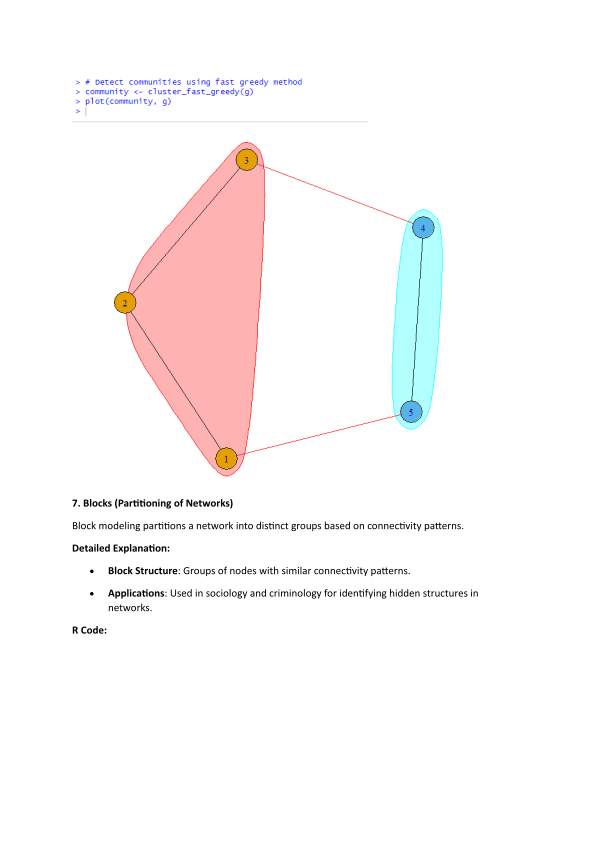 > # Detect communities using fast greedy method
> community <- cluster_fast_greedy(g)
> plot(community, g)
>
3
4
2
5
1
7. Blocks (Partitioning of Networks)
Block modeling partitions a network into distinct groups based on connectivity patterns.
Detailed Explanation:
• Block Structure: Groups of nodes with similar connectivity patterns.
• Applications: Used in sociology and criminology for identifying hidden structures in
networks.
R Code: